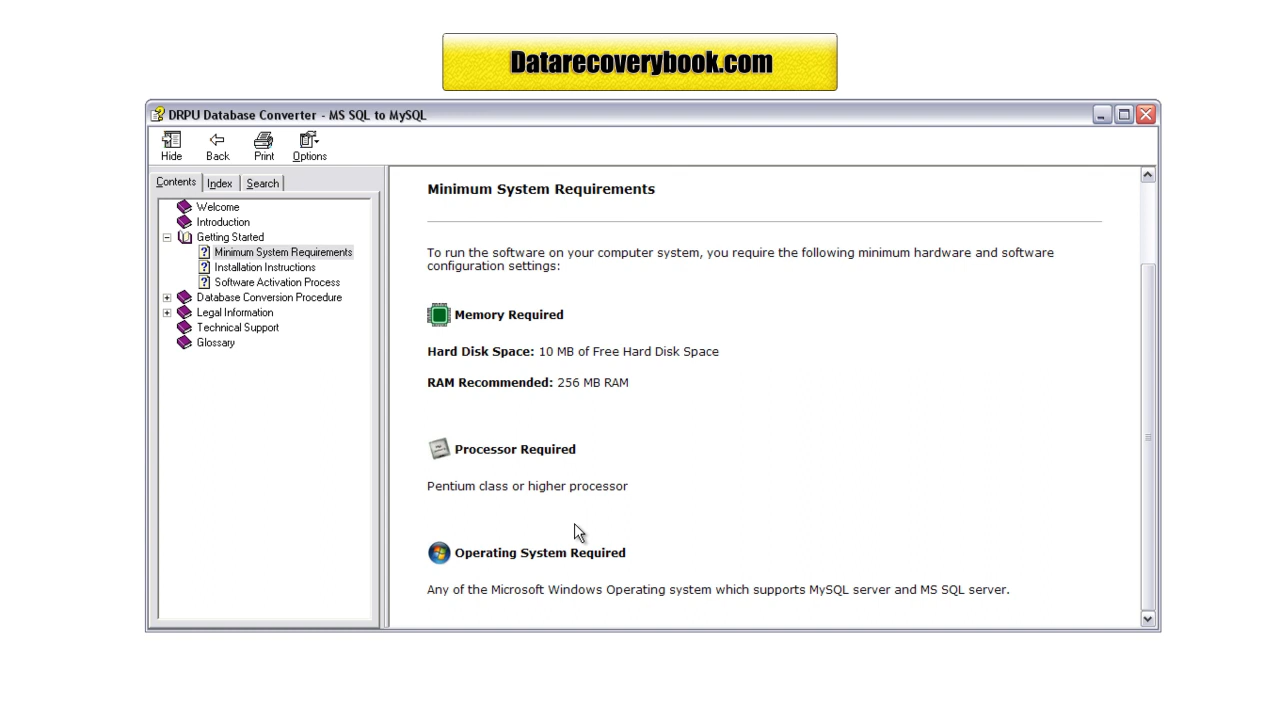 Datarecoverybook.com
DRPU Database Converter - MS SQL to MySQL
Hide Back Print Options
Contents Index Search
Welcome
Introduction
Getting Started
Minimum System Requirements
Installation Instructions
Software Activation Process
Database Conversion Procedure
Legal Information
Technical Support
Glossary
Minimum System Requirements
To run the software on your computer system, you require the following minimum hardware and software
configuration settings:
Memory Required
Hard Disk Space: 10 MB of Free Hard Disk Space
RAM Recommended: 256 MB RAM
Processor Required
Pentium class or higher processor
Operating System Required
Any of the Microsoft Windows Operating system which supports MySQL server and MS SQL server.